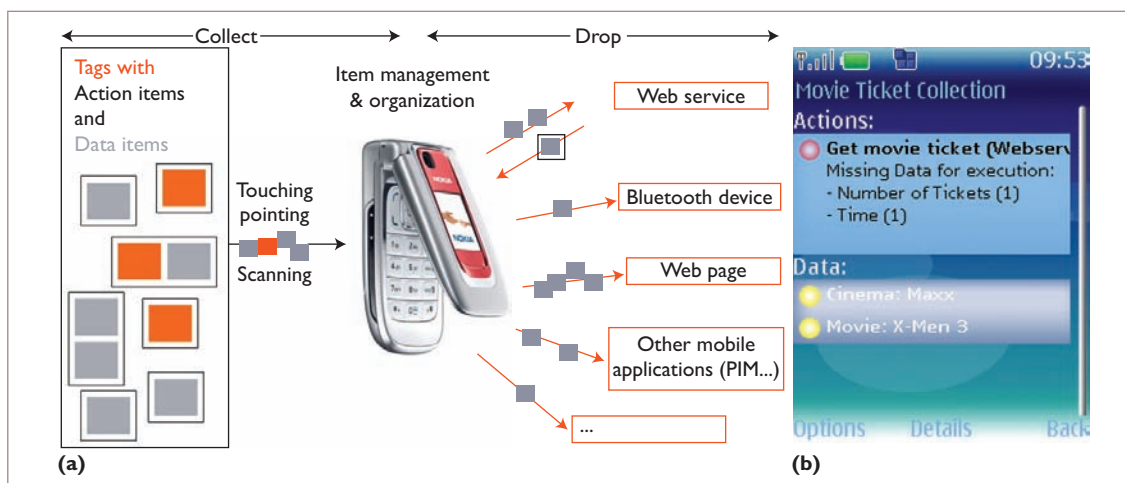 Collect
Drop
Tags with
Action items
and
Data items
Touching
pointing
Scanning
Item management
& organization
NOKIA
NOKIA
Web service
Bluetooth device
Web page
Other mobile
applications (PIM...)
...
(a)
09:53
Movie Ticket Collection
Actions:
Get movie ticket (Webserv
Missing Data for execution:
- Number of Tickets (1)
- Time (1)
Data:
Cinema: Maxx
Movie: X-Men 3
Options Details Back
(b)